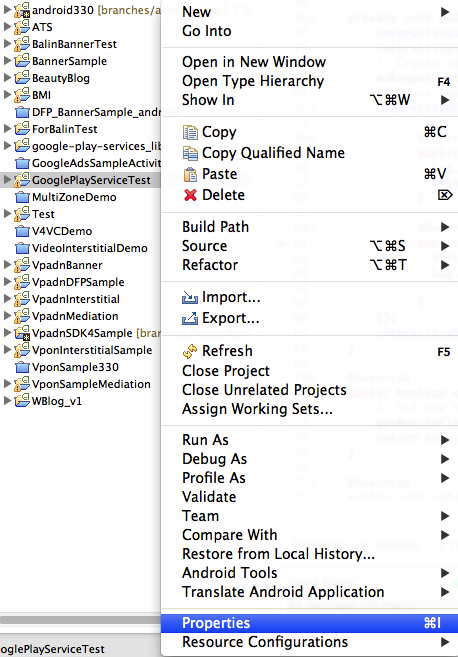 android330 [branches/a
ATS
BalinBannerTest
BannerSample
BeautyBlog
BMI
DFP_BannerSample_andr
ForBalinTest
google-play-services_lib
GoogleAdsSampleActivit
GooglePlayServiceTest
MultiZoneDemo
Test
V4VCDemo
VideoInterstitialDemo
VpadnBanner
VpadnDFPSample
VpadnInterstitial
VpadnMediation
VpadnSDK4Sample [bran
VponInterstitialSample
VponSample330
VponSampleMediation
WBlog_v1
ooglePlayServiceTest
New
Go Into
Open in New Window
Open Type Hierarchy F4
Show In ⌥⌘W
Copy ⌘C
Copy Qualified Name
Paste ⌘V
Delete ⌦
Build Path
Source ⌥⌘S
Refactor ⌥⌘T
Import...
Export...
Refresh F5
Close Project
Close Unrelated Projects
Assign Working Sets...
Run As
Debug As
Profile As
Validate
Team
Compare With
Restore from Local History...
Android Tools
Translate Android Application
Properties ⌘I
Resource Configurations